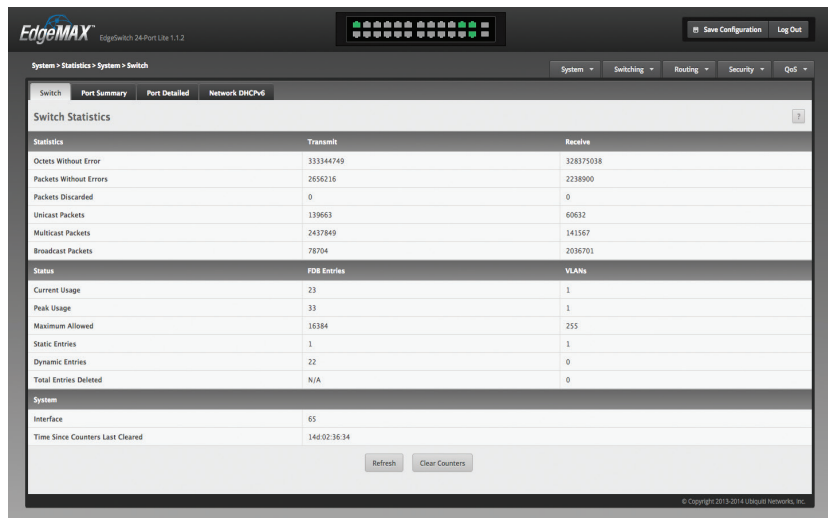 EdgeMAX™ EdgeSwitch 24-Port Lite 1.1.2
Save Configuration Log Out
System > Statistics > System > Switch
System Switching Routing Security QoS
Switch Port Summary Port Detailed Network DHCPv6
Switch Statistics ?
Statistics Transmit Receive
Octets Without Error 333344749 328375038
Packets Without Errors 2656216 2238900
Packets Discarded 0 0
Unicast Packets 139663 60632
Multicast Packets 2437849 141567
Broadcast Packets 78704 2036701
Status FDB Entries VLANs
Current Usage 23 1
Peak Usage 33 1
Maximum Allowed 16384 255
Static Entries 1 1
Dynamic Entries 22 0
Total Entries Deleted N/A 0
System
Interface 65
Time Since Counters Last Cleared 14d:02:36:34
Refresh Clear Counters
© Copyright 2013-2014 Ubiquiti Networks, Inc.